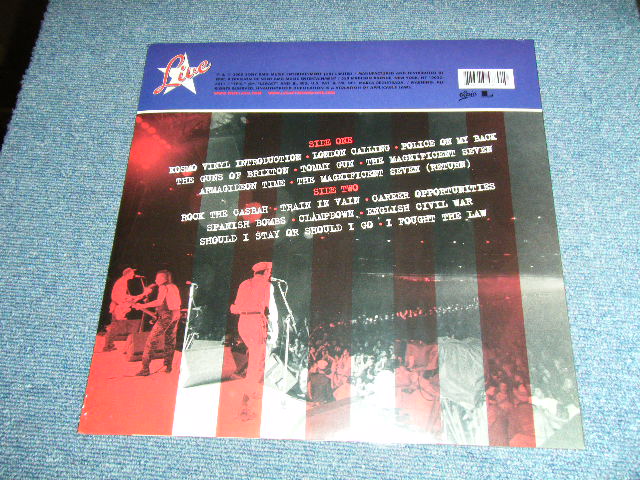 Live
SIDE ONE
KOSMO VINYL INTRODUCTION · LONDON CALLING · POLICE ON MY BACK
THE GUNS OF BRIXTON · TOMMY GUN · THE MAGNIFICENT SEVEN
ARMAGIDEON TIME · THE MAGNIFICENT SEVEN (RETURN)
SIDE TWO
ROCK THE CASBAH · TRAIN IN VAIN · CAREER OPPORTUNITIES
SPANISH BOMBS · CLAMPDOWN · ENGLISH CIVIL WAR
SHOULD I STAY OR SHOULD I GO · I FOUGHT THE LAW